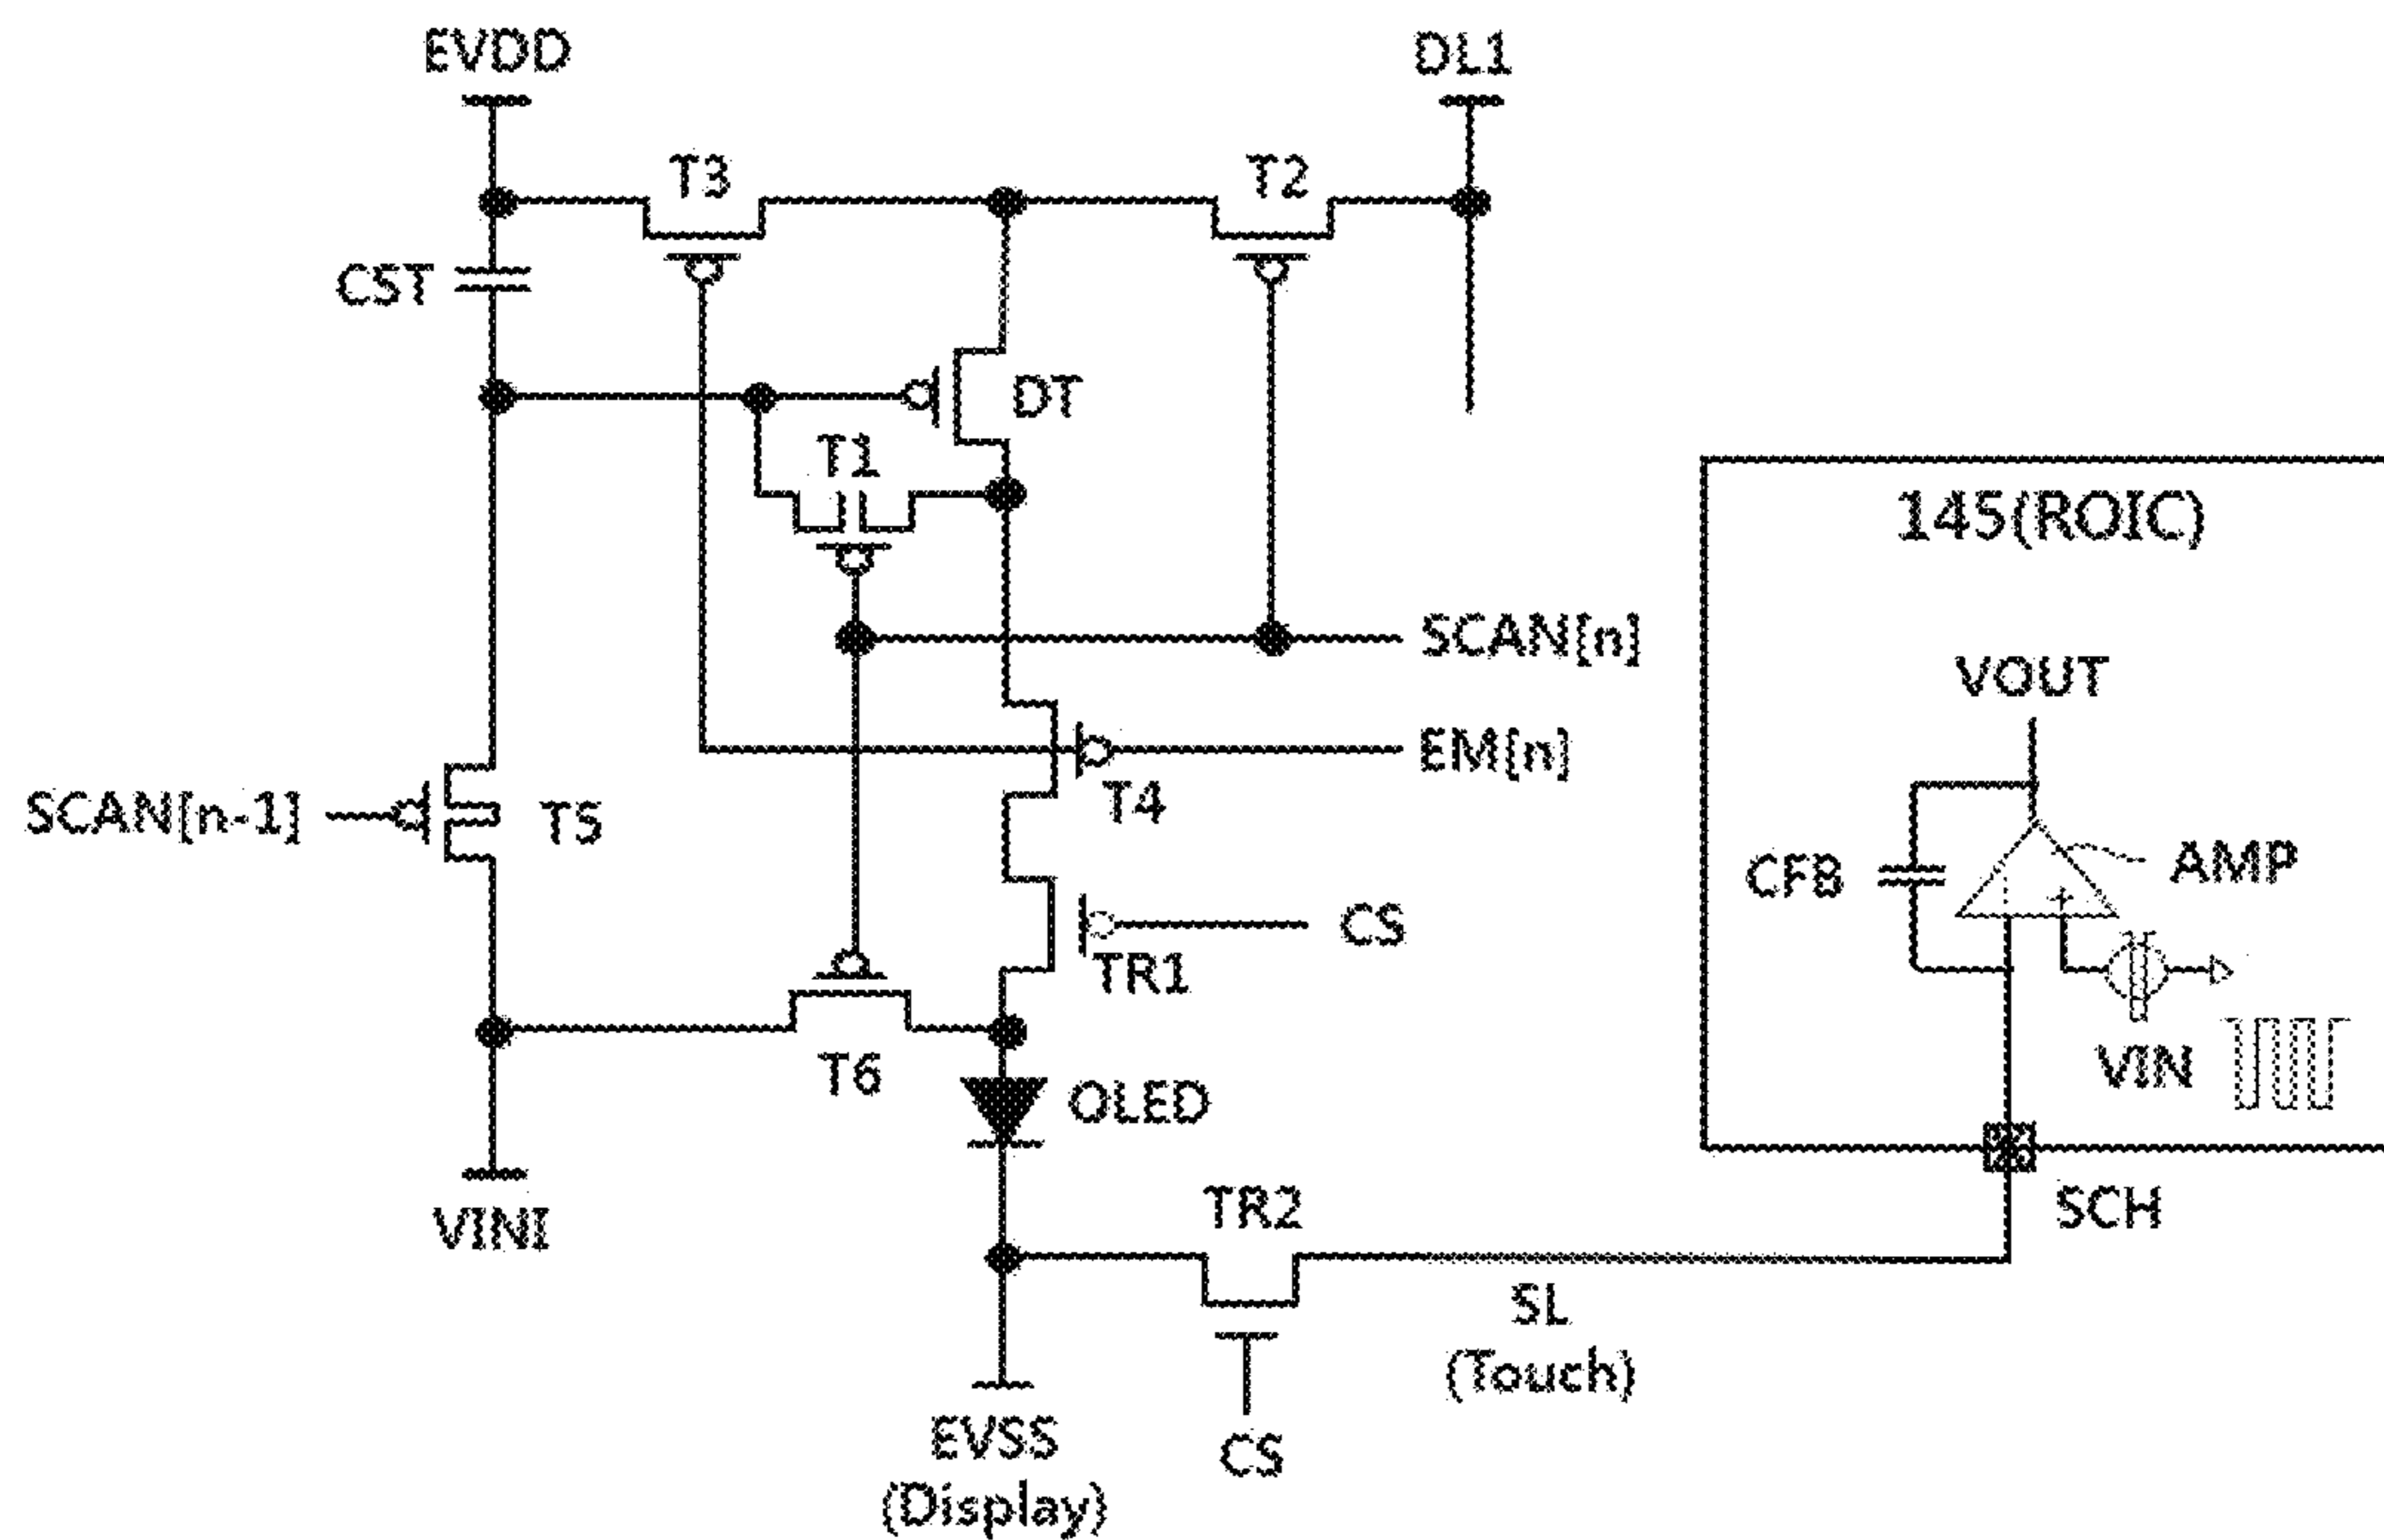 EVDD
DL1
T3
T2
CST
DT
T1
145(ROIC)
SCAN[n]
VOUT
EM[n]
T4
SCAN[n-1]
T5
CFB
AMP
+
CS
TR1
T6
VIN
OLED
VINI
TR2
SCH
SL
(Touch)
EVSS
(Display)
CS